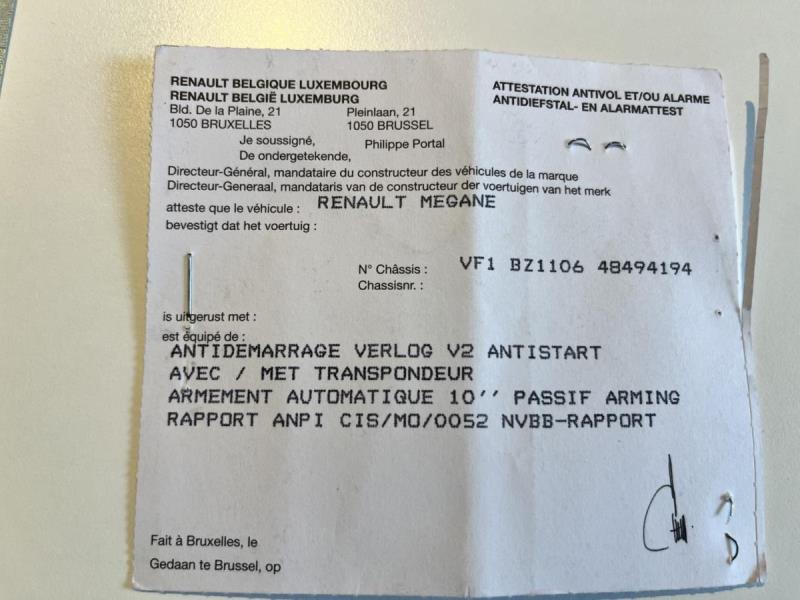 RENAULT BELGIQUE LUXEMBOURG
RENAULT BELGIË LUXEMBURG
Bld. De la Plaine, 21 Pleinlaan, 21
1050 BRUXELLES 1050 BRUSSEL
ATTESTATION ANTIVOL ET/OU ALARME
ANTIDIEFSTAL- EN ALARMATTEST
Je soussigné, Philippe Portal
De ondergetekende,
Directeur-Général, mandataire du constructeur des véhicules de la marque
Directeur-Generaal, mandataris van de constructeur der voertuigen van het merk
atteste que le véhicule : RENAULT MEGANE
bevestigt dat het voertuig :
N° Châssis : VF1 BZ1106 48494194
Chassisnr. :
is uitgerust met :
est équipé de :
ANTIDEMARRAGE VERLOG V2 ANTISTART
AVEC / MET TRANSPONDEUR
ARMEMENT AUTOMATIQUE 10'' PASSIF ARMING
RAPPORT ANPI CIS/MO/0052 NVBB-RAPPORT
Fait à Bruxelles, le
Gedaan te Brussel, op